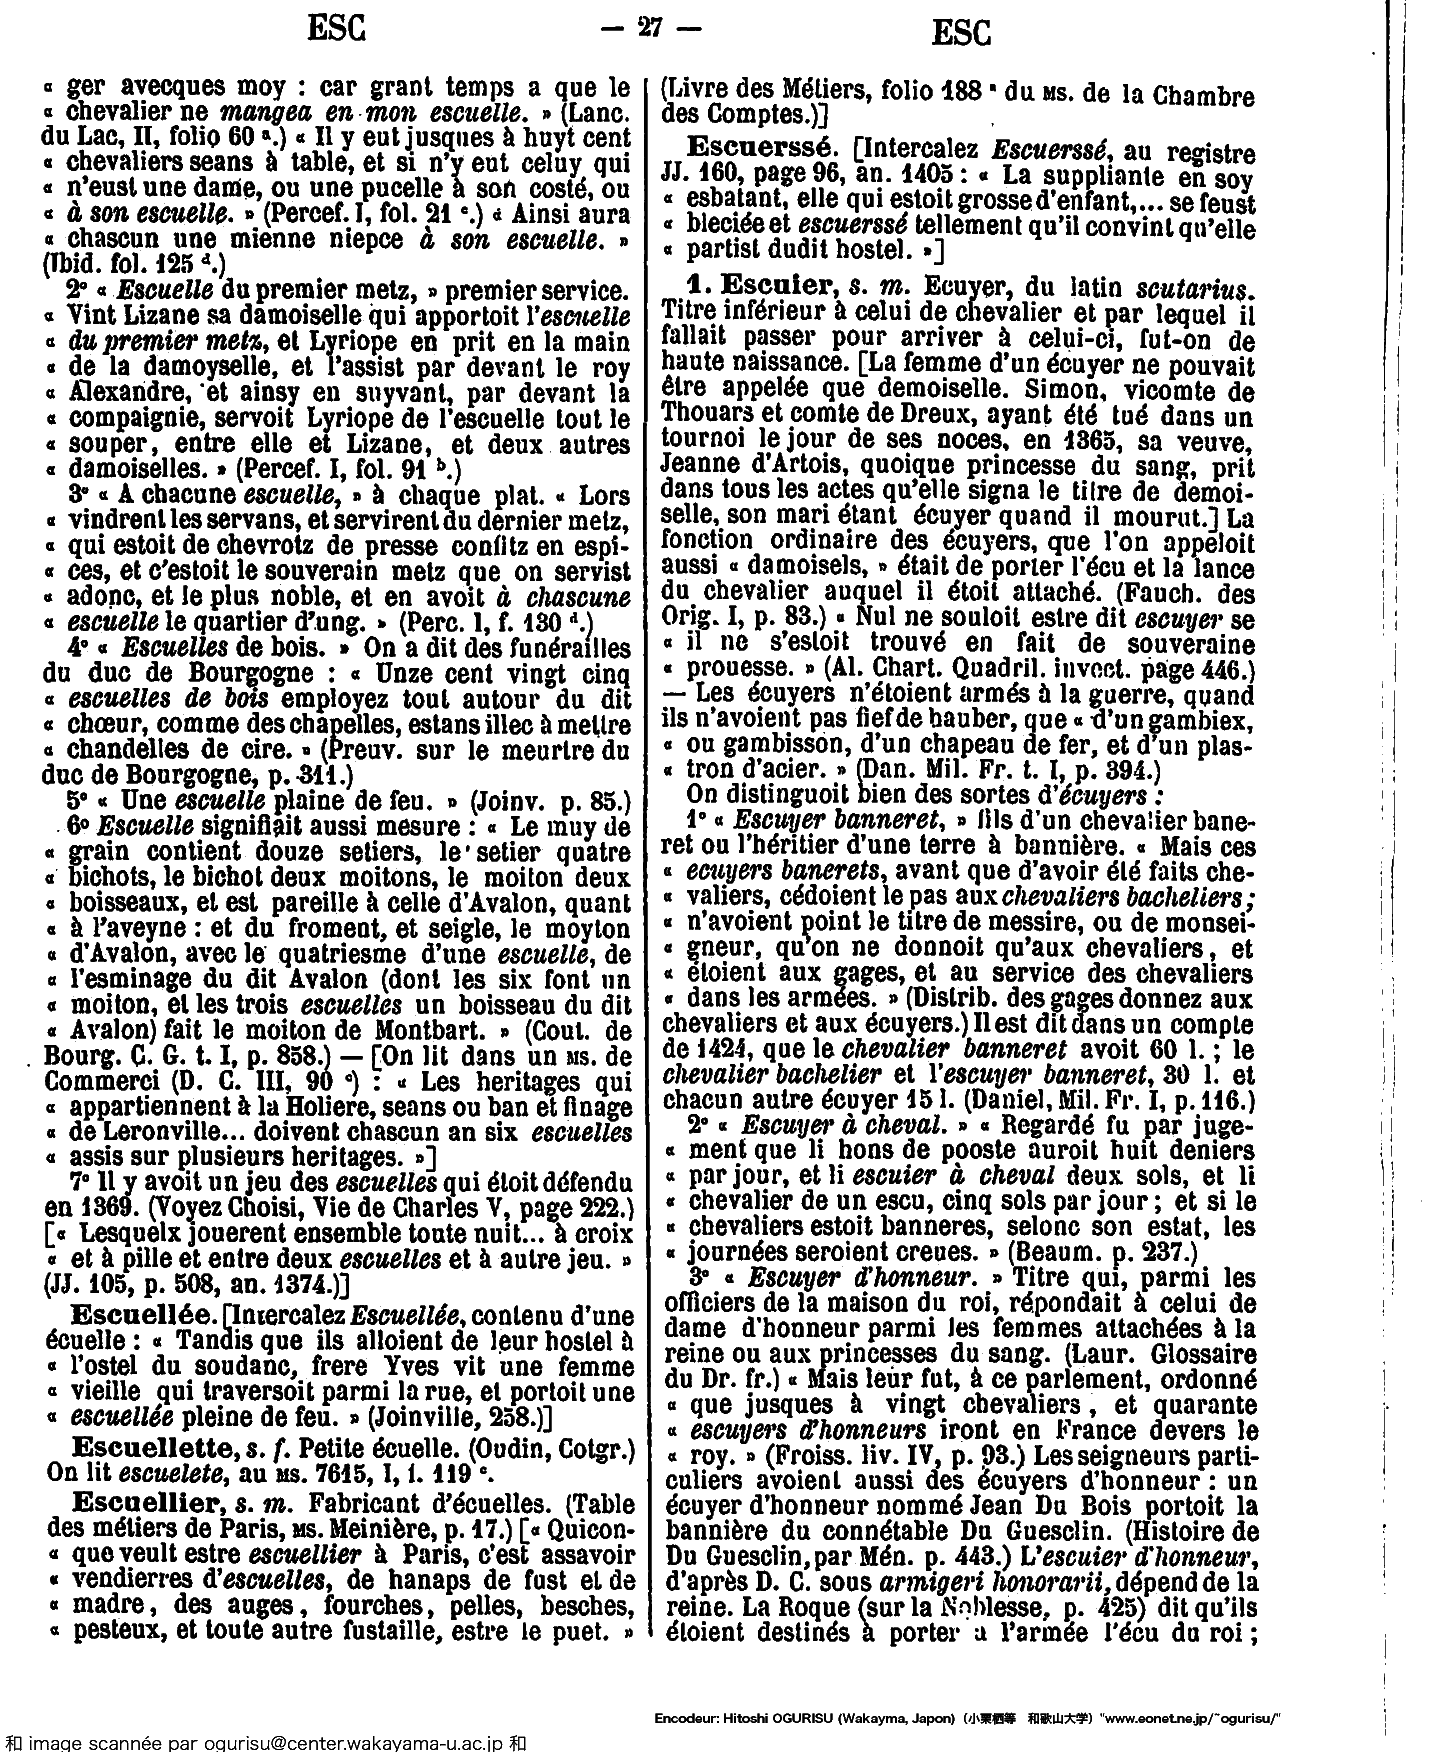 ESC — 27 — ESC
« ger avecques moy : car grant temps a que le
« chevalier ne mangea en mon escuelle. » (Lanc.
du Lac, II, folio 60 a.) « Il y eut jusques à huyt cent
« chevaliers seans à table, et si n'y eut celuy qui
« n'eust une dame, ou une pucelle à son costé, ou
« à son escuelle. » (Percef. I, fol. 21 c.) « Ainsi aura
« chascun une mienne niepce à son escuelle. »
(Ibid. fol. 125 d.)
2° « Escuelle du premier metz, » premier service.
« Vint Lizane sa damoiselle qui apportoit l'escuelle
« du premier metz, et Lyriope en prit en la main
« de la damoyselle, et l'assist par devant le roy
« Alexandre, et ainsy en suyvant, par devant la
« compaignie, servoit Lyriope de l'escuelle tout le
« souper, entre elle et Lizane, et deux autres
« damoiselles. » (Percef. I, fol. 91 b.)
3° « A chacune escuelle, » à chaque plat. « Lors
« vindrent les servans, et servirent du dernier metz,
« qui estoit de chevrotz de presse confitz en espi-
« ces, et c'estoit le souverain metz que on servist
« adonc, et le plus noble, et en avoit à chascune
« escuelle le quartier d'ung. » (Perc. I, f. 130 d.)
4° « Escuelles de bois. » On a dit des funérailles
du duc de Bourgogne : « Unze cent vingt cinq
« escuelles de bois employez tout autour du dit
« chœur, comme des chapelles, estans illec à mettre
« chandelles de cire. » (Preuv. sur le meurtre du
duc de Bourgogne, p. 311.)
5° « Une escuelle plaine de feu. » (Joinv. p. 85.)
6° Escuelle signifiait aussi mesure : « Le muy de
« grain contient douze setiers, le setier quatre
« bichots, le bichot deux moitons, le moiton deux
« boisseaux, et est pareille à celle d'Avalon, quant
« à l'aveyne : et du froment, et seigle, le moyton
« d'Avalon, avec le quatriesme d'une escuelle, de
« l'esminage du dit Avalon (dont les six font un
« moiton, et les trois escuelles un boisseau du dit
« Avalon) fait le moiton de Montbart. » (Cout. de
Bourg. C. G. t. I, p. 858.) — [On lit dans un MS. de
Commerci (D. C. III, 90 c) : « Les heritages qui
« appartiennent à la Holiere, seans ou ban et finage
« de Leronville... doivent chascun an six escuelles
« assis sur plusieurs heritages. »]
7° Il y avoit un jeu des escuelles qui étoit défendu
en 1369. (Voyez Choisi, Vie de Charles V, page 222.)
[« Lesquelx jouerent ensemble toute nuit... à croix
« et à pille et entre deux escuelles et à autre jeu. »
(JJ. 105, p. 508, an. 1374.)]
Escuellée. [Intercalez Escuellée, contenu d'une
écuelle : « Tandis que ils alloient de leur hostel à
« l'ostel du soudanc, frere Yves vit une femme
« vieille qui traversoit parmi la rue, et portoit une
« escuellée pleine de feu. » (Joinville, 258.)]
Escuellette, s. f. Petite écuelle. (Oudin, Cotgr.)
On lit escuelete, au MS. 7615, I, f. 119 c.
Escuellier, s. m. Fabricant d'écuelles. (Table
des métiers de Paris, MS. Meinière, p. 17.) [« Quicon-
« que veult estre escuellier à Paris, c'est assavoir
« vendierres d'escuelles, de hanaps de fust et de
« madre, des auges, fourches, pelles, besches,
« pesteux, et toute autre fustaille, estre le puet. »
(Livre des Métiers, folio 188 a du MS. de la Chambre
des Comptes.)]
Escuerssé. [Intercalez Escuerssé, au registre
JJ. 160, page 96, an. 1405 : « La suppliante en soy
« esbatant, elle qui estoit grosse d'enfant,... se feust
« bleciée et escuerssé tellement qu'il convint qu'elle
« partist dudit hostel. »]
1. Escuier, s. m. Ecuyer, du latin scutarius.
Titre inférieur à celui de chevalier et par lequel il
fallait passer pour arriver à celui-ci, fut-on de
haute naissance. [La femme d'un écuyer ne pouvait
être appelée que demoiselle. Simon, vicomte de
Thouars et comte de Dreux, ayant été tué dans un
tournoi le jour de ses noces, en 1365, sa veuve,
Jeanne d'Artois, quoique princesse du sang, prit
dans tous les actes qu'elle signa le titre de demoi-
selle, son mari étant écuyer quand il mourut.] La
fonction ordinaire des écuyers, que l'on appeloit
aussi « damoisels, » était de porter l'écu et la lance
du chevalier auquel il étoit attaché. (Fauch. des
Orig. I, p. 83.) « Nul ne souloit estre dit escuyer se
« il ne s'estoit trouvé en fait de souveraine
« prouesse. » (Al. Chart. Quadril. invect. page 446.)
— Les écuyers n'étoient armés à la guerre, quand
ils n'avoient pas fief de hauber, que « d'un gambiex,
« ou gambisson, d'un chapeau de fer, et d'un plas-
« tron d'acier. » (Dan. Mil. Fr. t. I, p. 394.)
On distinguoit bien des sortes d'écuyers :
1° « Escuyer banneret, » fils d'un chevalier bane-
ret ou l'héritier d'une terre à bannière. « Mais ces
« ecuyers banerets, avant que d'avoir été faits che-
« valiers, cédoient le pas aux chevaliers bacheliers ;
« n'avoient point le titre de messire, ou de monsei-
« gneur, qu'on ne donnoit qu'aux chevaliers, et
« étoient aux gages, et au service des chevaliers
« dans les armées. » (Distrib. des gages donnez aux
chevaliers et aux écuyers.) Il est dit dans un compte
de 1424, que le chevalier banneret avoit 60 l. ; le
chevalier bachelier et l'escuyer banneret, 30 l. et
chacun autre écuyer 15 l. (Daniel, Mil. Fr. I, p. 116.)
2° « Escuyer à cheval. » « Regardé fu par juge-
« ment que li hons de pooste auroit huit deniers
« par jour, et li escuier à cheval deux sols, et li
« chevalier de un escu, cinq sols par jour ; et si le
« chevaliers estoit banneres, selonc son estat, les
« journées seroient creues. » (Beaum. p. 237.)
3° « Escuyer d'honneur. » Titre qui, parmi les
officiers de la maison du roi, répondait à celui de
dame d'honneur parmi les femmes attachées à la
reine ou aux princesses du sang. (Laur. Glossaire
du Dr. fr.) « Mais leur fut, à ce parlement, ordonné
« que jusques à vingt chevaliers, et quarante
« escuyers d'honneurs iront en France devers le
« roy. » (Froiss. liv. IV, p. 93.) Les seigneurs parti-
culiers avoient aussi des écuyers d'honneur : un
écuyer d'honneur nommé Jean Du Bois portoit la
bannière du connétable Du Guesclin. (Histoire de
Du Guesclin, par Mén. p. 443.) L'escuier d'honneur,
d'après D. C. sous armigeri honorarii, dépend de la
reine. La Roque (sur la Noblesse, p. 425) dit qu'ils
étoient destinés à porter a l'armée l'écu du roi ;
Encodeur: Hitoshi OGURISU (Wakayma, Japon) (小栗栖等 和歌山大学) "www.eonet.ne.jp/~ogurisu/"
和 image scannée par ogurisu@center.wakayama-u.ac.jp 和